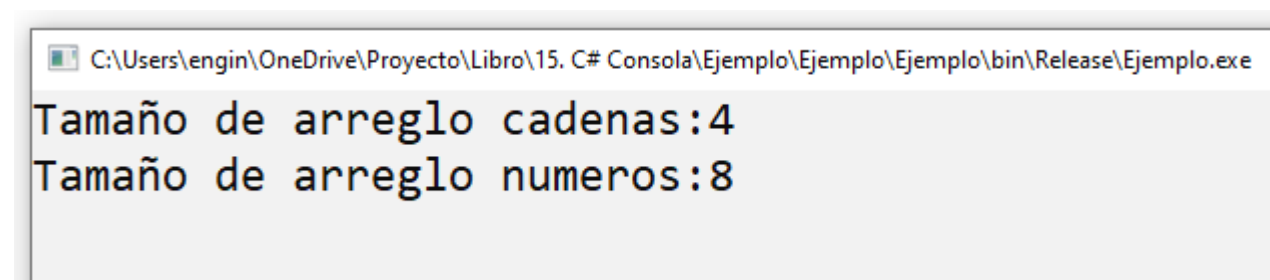 C:\Users\engin\OneDrive\Proyecto\Libro\15. C# Consola\Ejemplo\Ejemplo\Ejemplo\bin\Release\Ejemplo.exe
Tamaño de arreglo cadenas:4
Tamaño de arreglo numeros:8